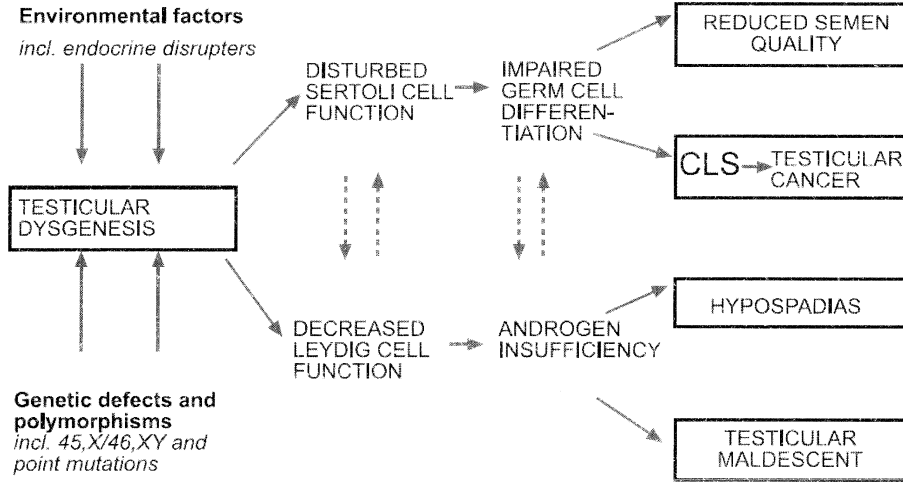 Environmental factors
incl. endocrine disrupters
REDUCED SEMEN
QUALITY
DISTURBED
SERTOLI CELL
FUNCTION
IMPAIRED
GERM CELL
DIFFEREN-
TIATION
CLS
TESTICULAR
CANCER
TESTICULAR
DYSGENESIS
HYPOSPADIAS
DECREASED
LEYDIG CELL
FUNCTION
ANDROGEN
INSUFFICIENCY
Genetic defects and
polymorphisms
incl. 45,X/46,XY and
point mutations
TESTICULAR
MALDESCENT